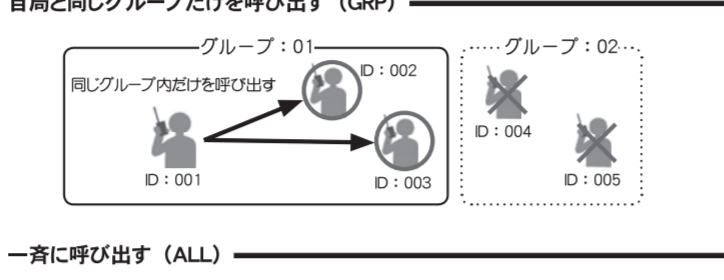 自局と同じグループだけを呼び出す（GRP）
グループ：01
グループ：02
同じグループ内だけを呼び出す
ID：002
ID：004
ID：001
ID：003
ID：005
一斉に呼び出す（ALL）